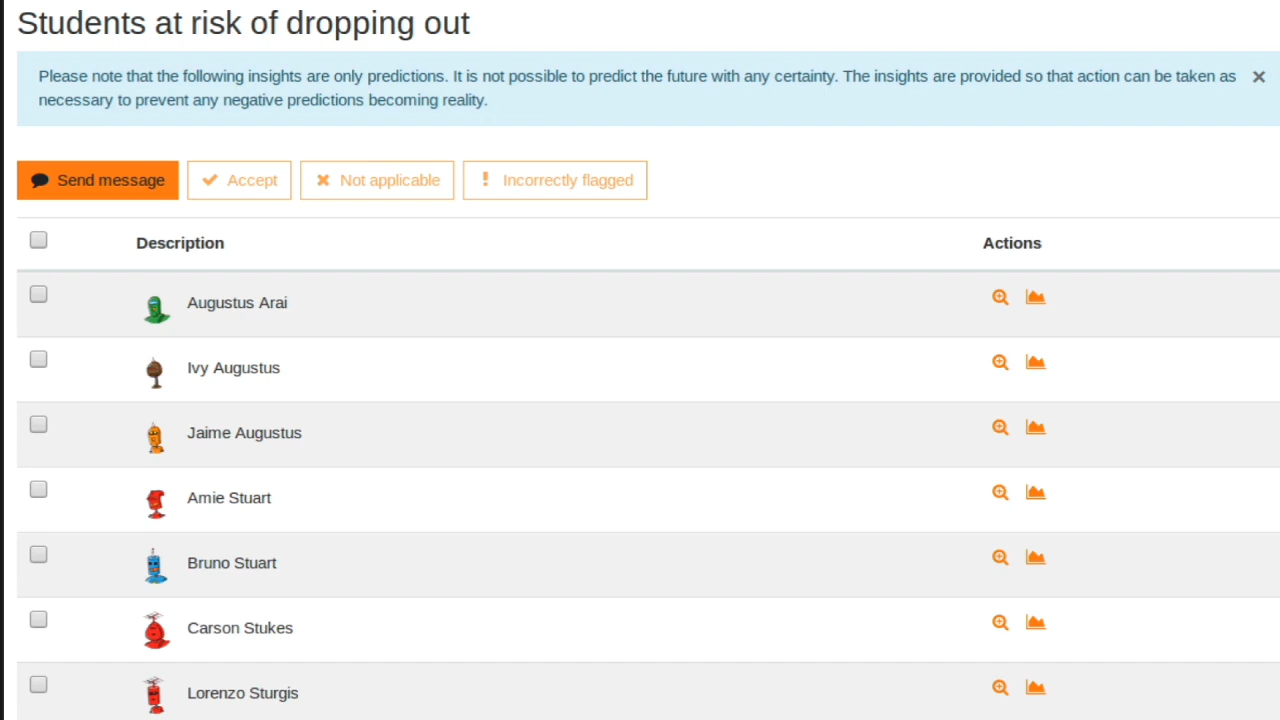 Students at risk of dropping out
Please note that the following insights are only predictions. It is not possible to predict the future with any certainty. The insights are provided so that action can be taken as
necessary to prevent any negative predictions becoming reality.
Send message Accept Not applicable Incorrectly flagged
Description Actions
Augustus Arai
Ivy Augustus
Jaime Augustus
Amie Stuart
Bruno Stuart
Carson Stukes
Lorenzo Sturgis